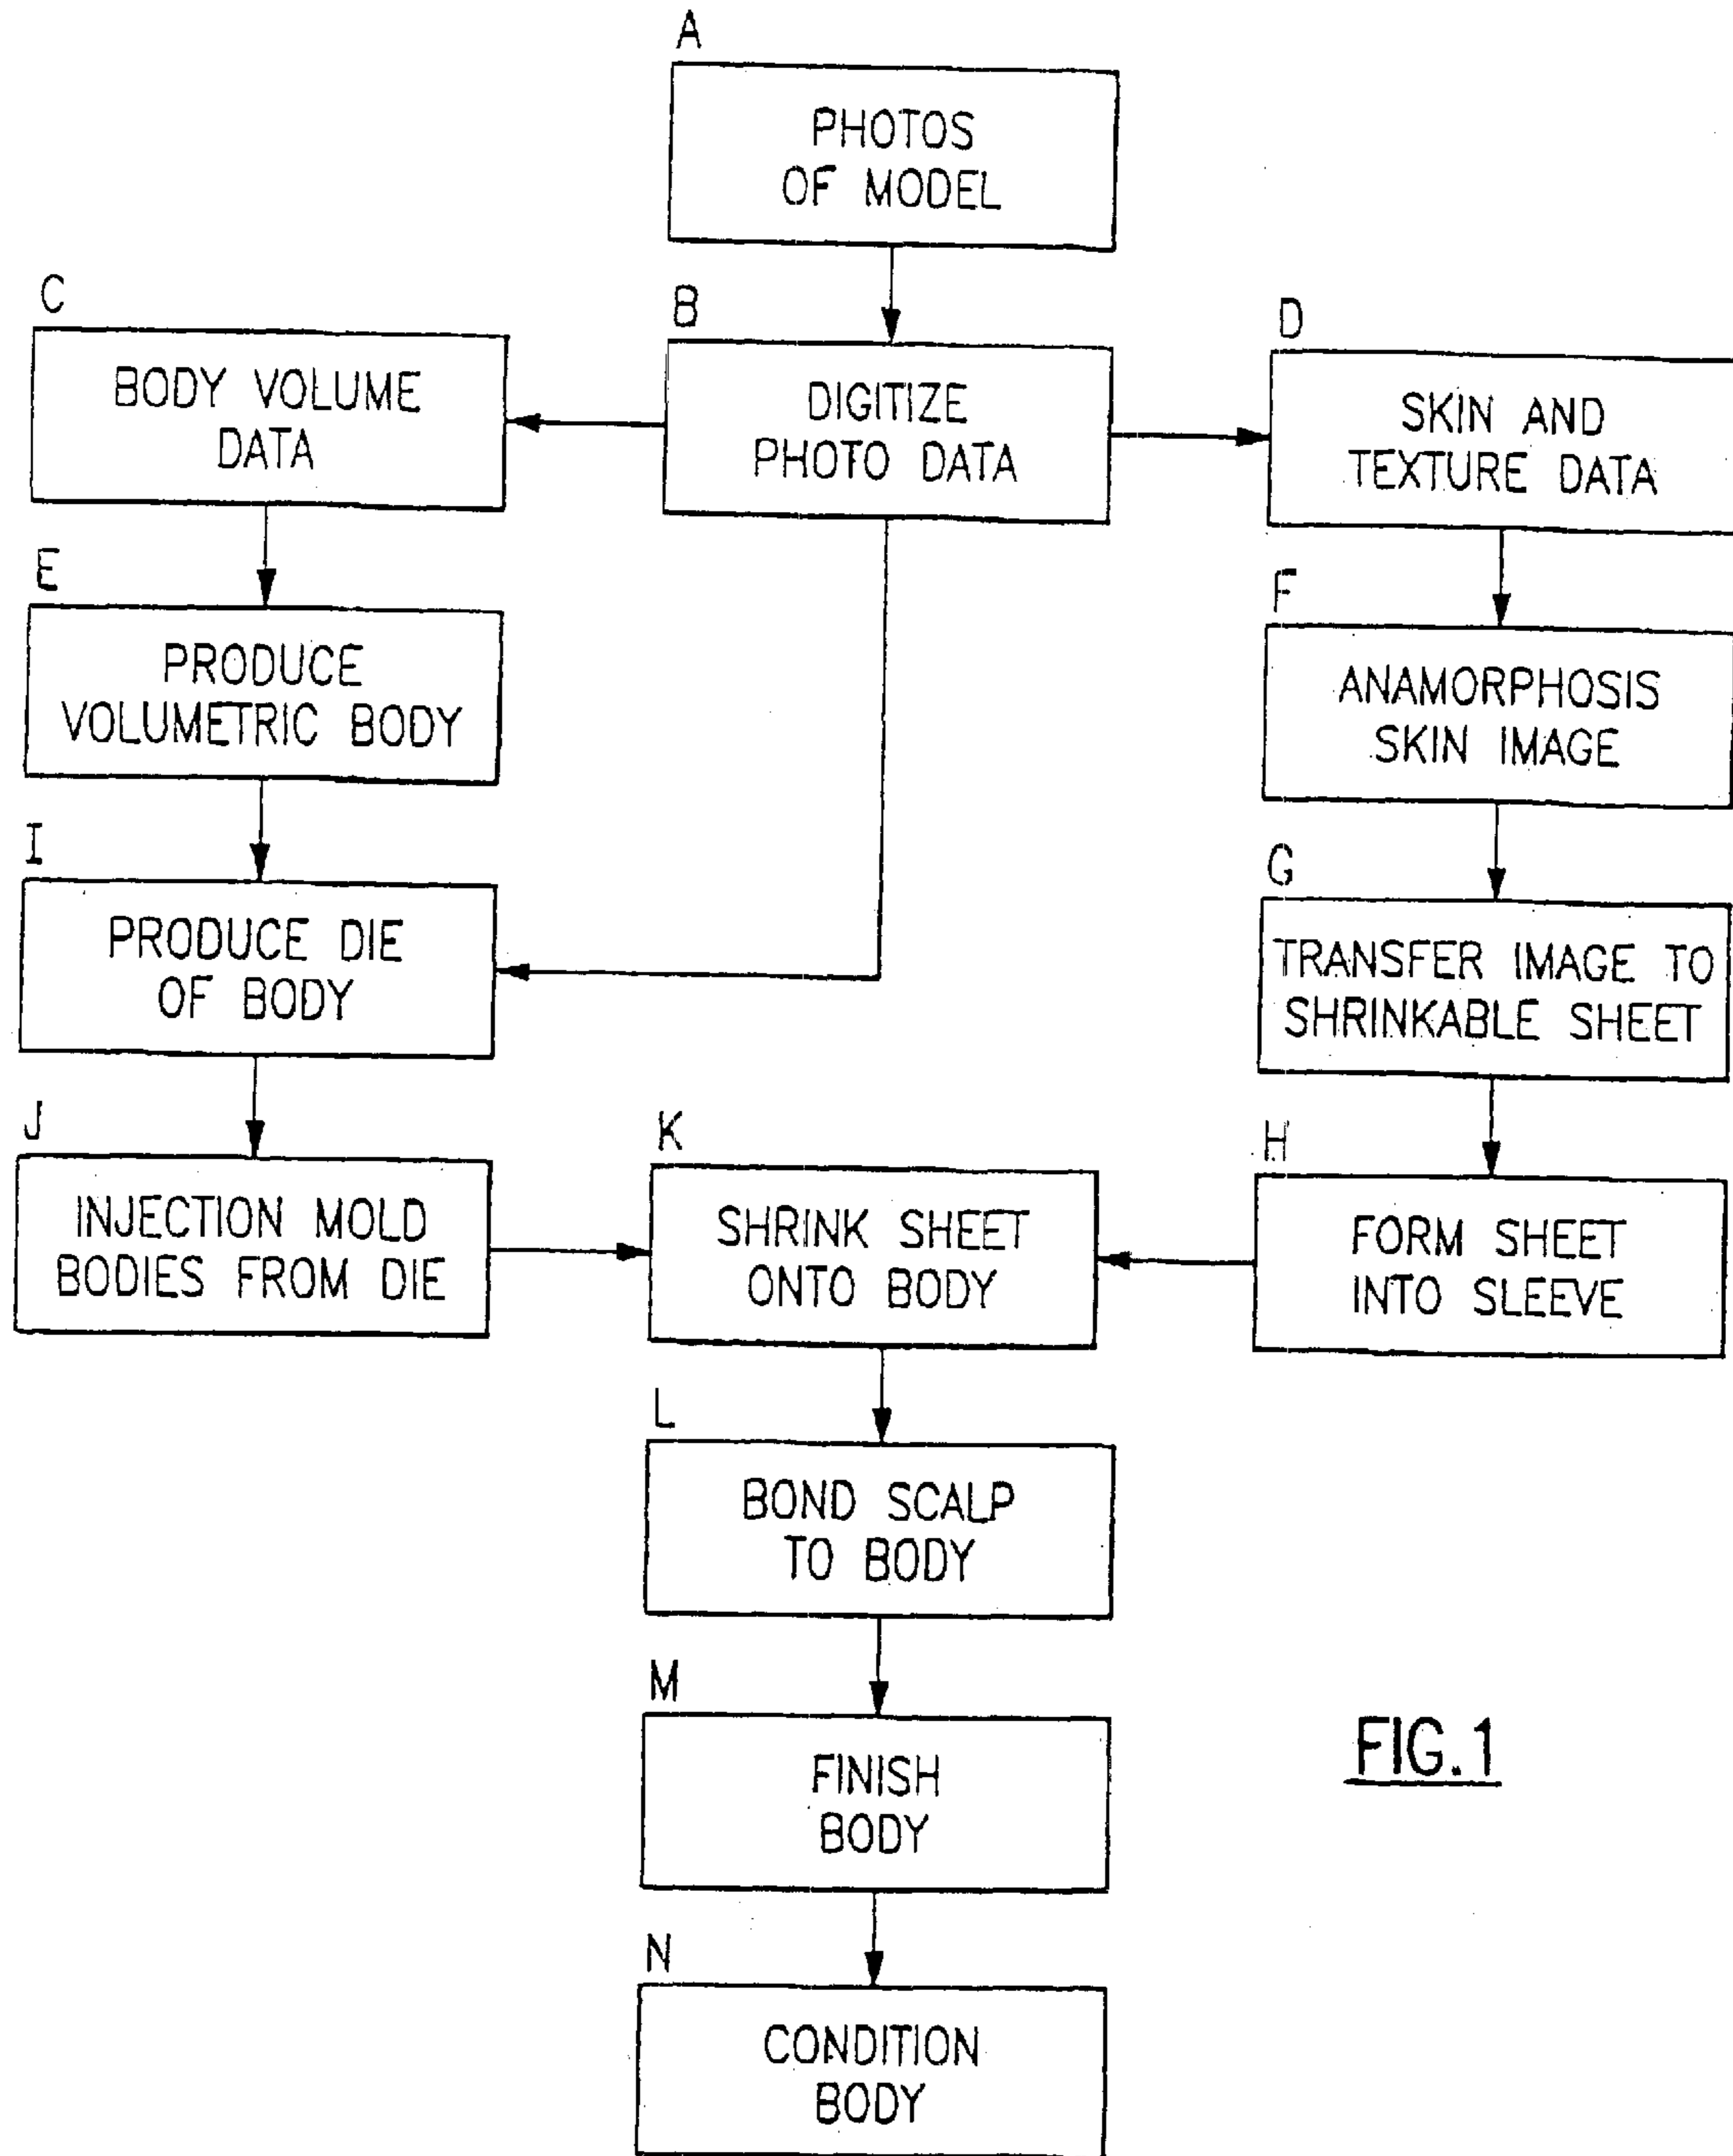 A
PHOTOS
OF MODEL
C
BODY VOLUME
DATA
B
DIGITIZE
PHOTO DATA
D
SKIN AND
TEXTURE DATA
E
PRODUCE
VOLUMETRIC BODY
F
ANAMORPHOSIS
SKIN IMAGE
I
PRODUCE DIE
OF BODY
G
TRANSFER IMAGE TO
SHRINKABLE SHEET
J
INJECTION MOLD
BODIES FROM DIE
K
SHRINK SHEET
ONTO BODY
H
FORM SHEET
INTO SLEEVE
L
BOND SCALP
TO BODY
M
FINISH
BODY
FIG.1
N
CONDITION
BODY